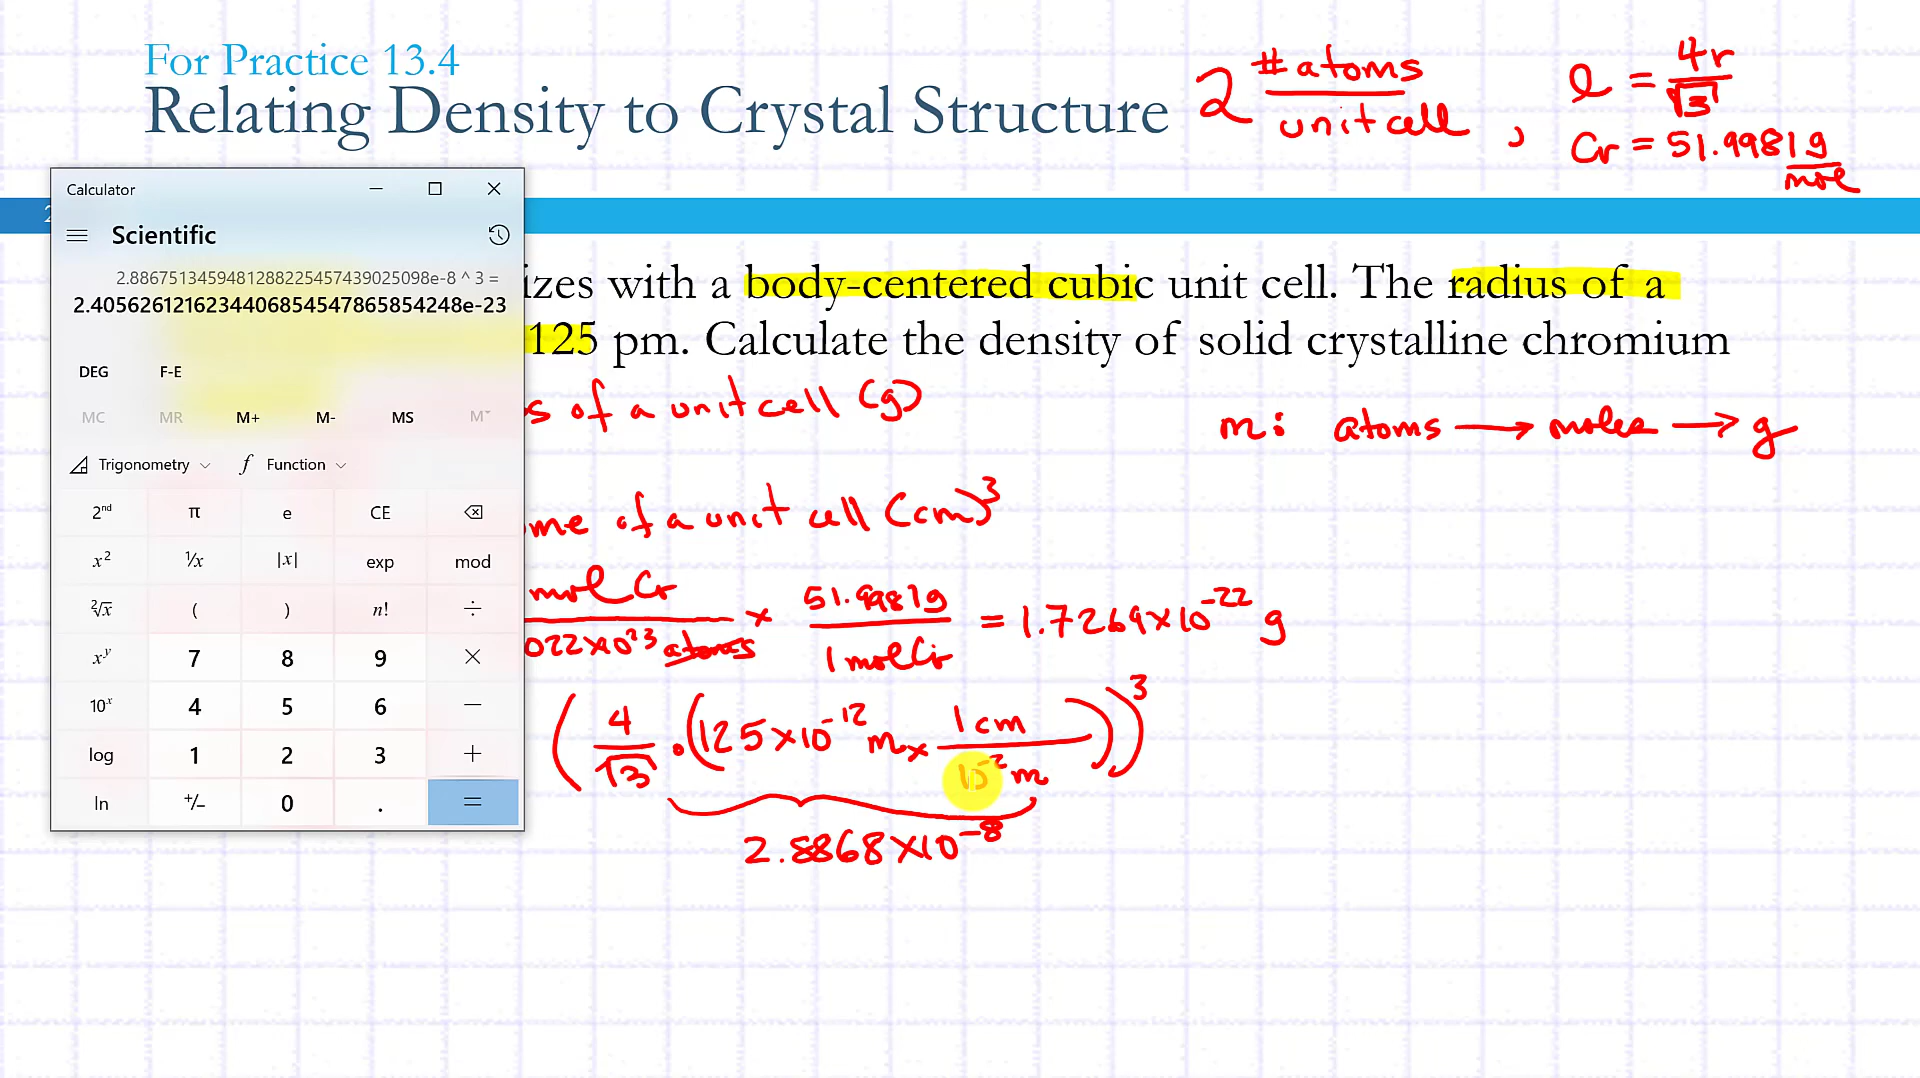 For Practice 13.4
Relating Density to Crystal Structure
2 # atoms / unit cell , l = 4r / √3
Cr = 51.9981 g / mol
Calculator
Scientific
2.8867513459481288225457439025098e-8 ^ 3 =
2.4056261216234406854547865854248e-23
DEG F-E
MC MR M+ M- MS M
Trigonometry f Function
2nd π e CE
x² 1/x |x| exp mod
²√x ( ) n! ÷
xʸ 7 8 9 ×
10ˣ 4 5 6 −
log 1 2 3 +
ln +/− 0 . =
izes with a body-centered cubic unit cell. The radius of a
125 pm. Calculate the density of solid crystalline chromium
s of a unit cell (g)
m: atoms → moles → g
me of a unit cell (cm)³
mol Cr / 022×10²³ atoms × 51.9981g / 1 mol Cr = 1.7269×10⁻²² g
(4/√3 · (125×10⁻¹² m × 1 cm / 10⁻² m))³
2.8868×10⁻⁸